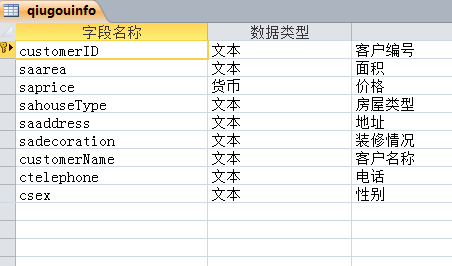 qiugouinfo
字段名称 数据类型
customerID 文本 客户编号
saarea 文本 面积
saprice 货币 价格
sahouseType 文本 房屋类型
saaddress 文本 地址
sadecoration 文本 装修情况
customerName 文本 客户名称
ctelephone 文本 电话
csex 文本 性别